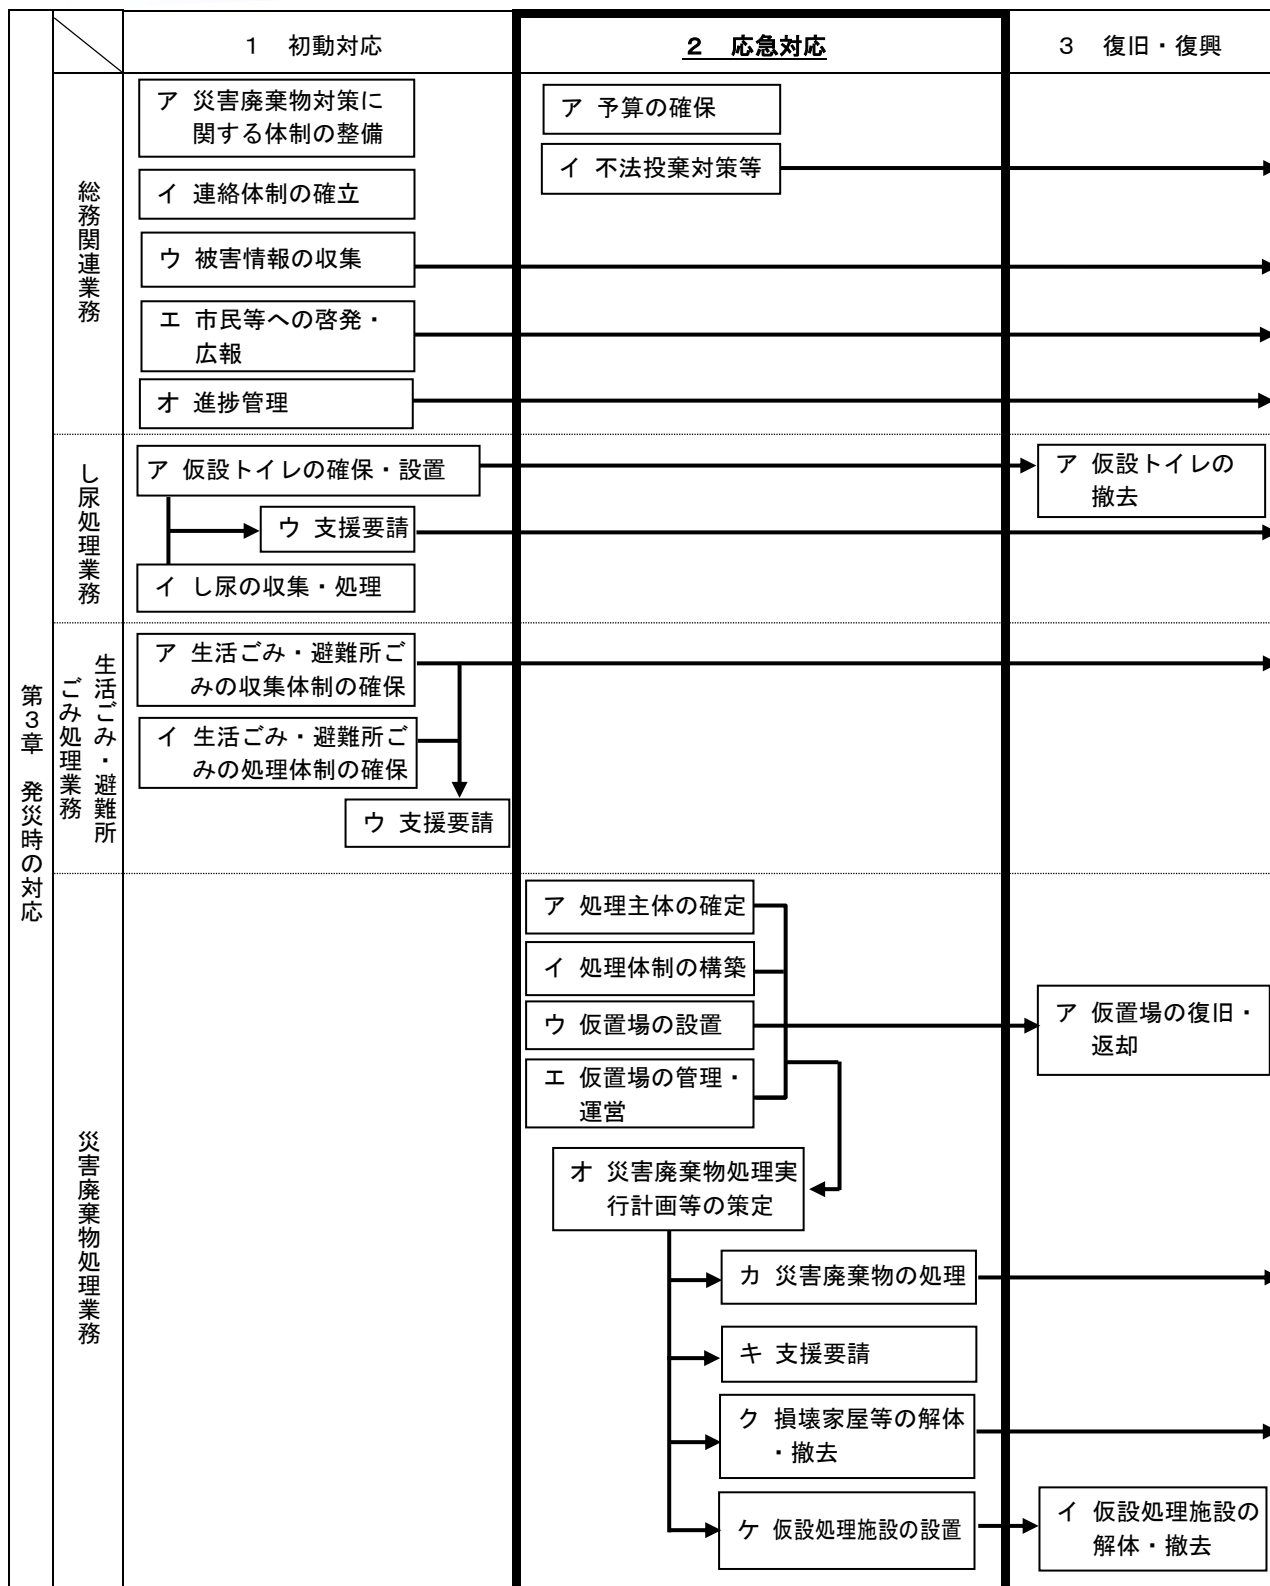 １　初動対応
２　応急対応
３　復旧・復興
第３章　発災時の対応
総務関連業務
ア 災害廃棄物対策に
関する体制の整備
イ 連絡体制の確立
ウ 被害情報の収集
エ 市民等への啓発・
広報
オ 進捗管理
ア 予算の確保
イ 不法投棄対策等
し尿処理業務
ア 仮設トイレの確保・設置
ウ 支援要請
イ し尿の収集・処理
ア 仮設トイレの
撤去
生活ごみ・避難所
ごみ処理業務
ア 生活ごみ・避難所ご
みの収集体制の確保
イ 生活ごみ・避難所ご
みの処理体制の確保
ウ 支援要請
災害廃棄物処理業務
ア 処理主体の確定
イ 処理体制の構築
ウ 仮置場の設置
エ 仮置場の管理・
運営
オ 災害廃棄物処理実
行計画等の策定
カ 災害廃棄物の処理
キ 支援要請
ク 損壊家屋等の解体
・撤去
ケ 仮設処理施設の設置
ア 仮置場の復旧・
返却
イ 仮設処理施設の
解体・撤去